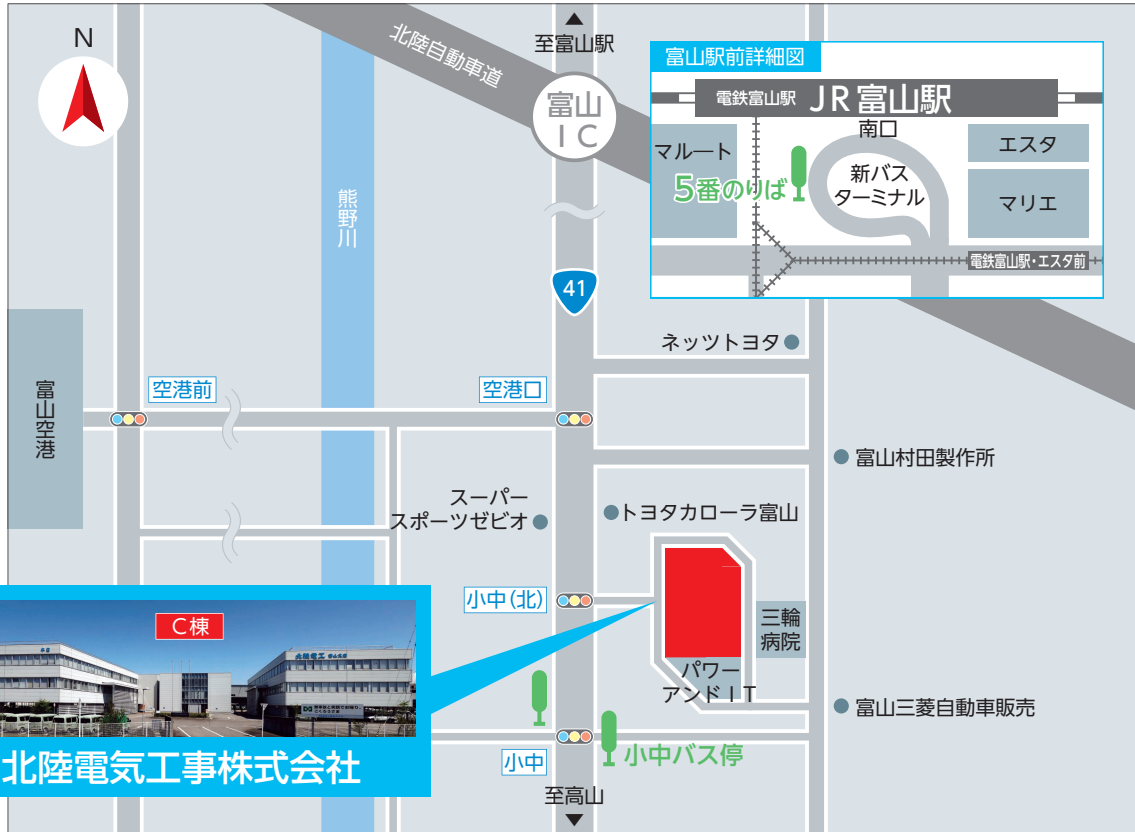 N
北陸自動車道
至富山駅
富山
IC
富山駅前詳細図
電鉄富山駅 JR富山駅
南口
マルート
5番のりば
新バス
ターミナル
エスタ
マリエ
電鉄富山駅・エスタ前
熊野川
41
ネッツトヨタ
富山空港
空港前
空港口
富山村田製作所
スーパー
スポーツゼビオ
トヨタカローラ富山
小中(北)
三輪
病院
パワー
アンドIT
C棟
北陸電工
富山三菱自動車販売
北陸電気工事株式会社
小中
小中バス停
至高山